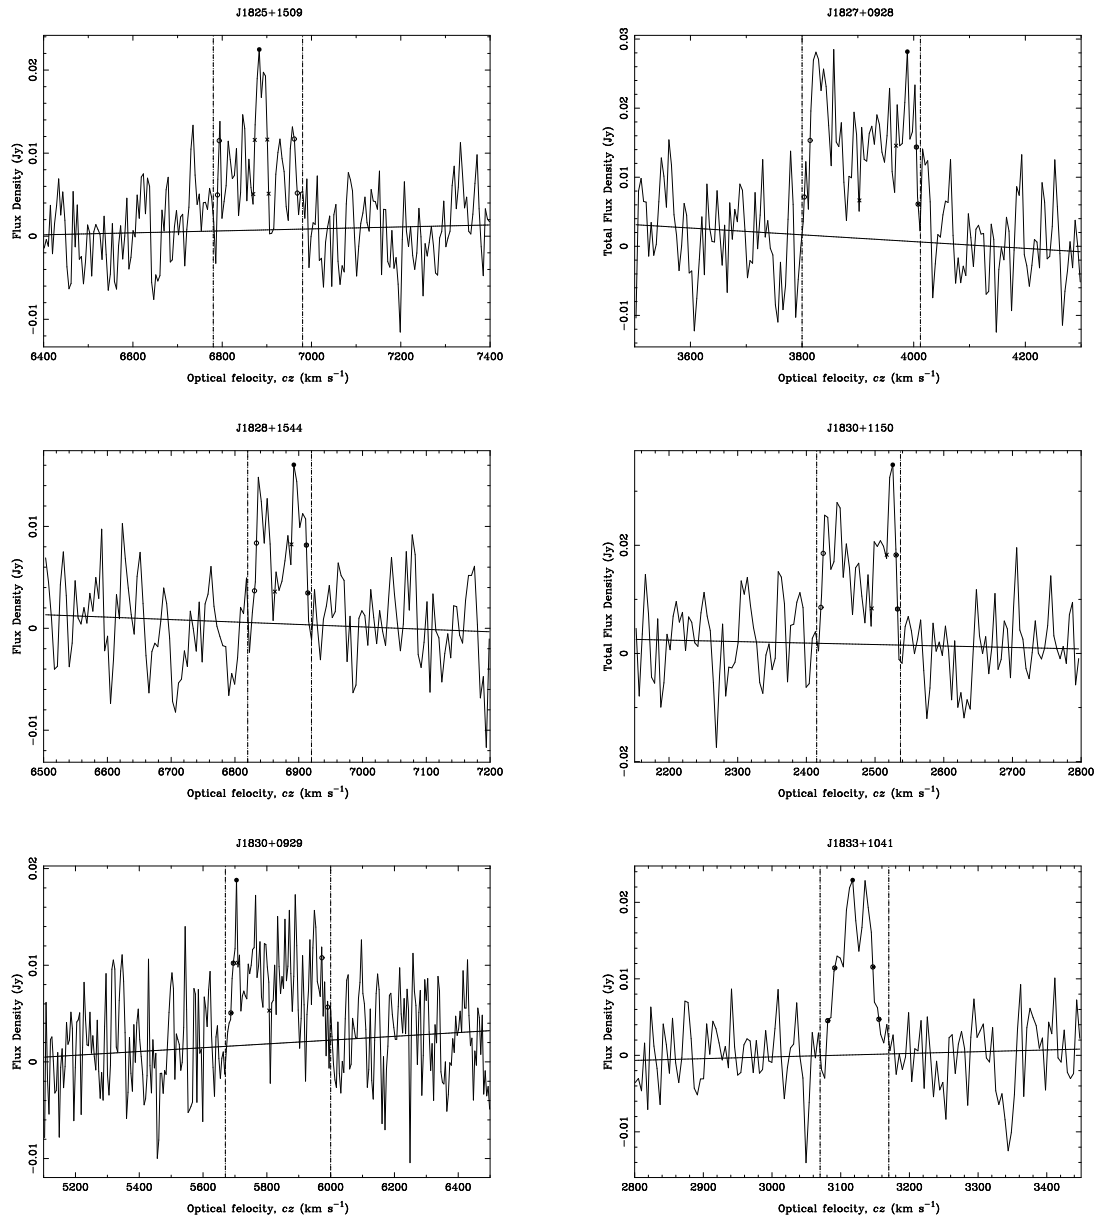 J1825+1509
J1827+0928
Flux Density (Jy)
0.02
0.01
0
−0.01
6400 6600 6800 7000 7200 7400
Optical felocity, cz (km s⁻¹)
Total Flux Density (Jy)
0.03
0.02
0.01
0
−0.01
3600 3800 4000 4200
Optical felocity, cz (km s⁻¹)
J1828+1544
J1830+1150
Flux Density (Jy)
0.01
0
−0.01
6500 6600 6700 6800 6900 7000 7100 7200
Optical felocity, cz (km s⁻¹)
Total Flux Density (Jy)
0.02
0
−0.02
2200 2300 2400 2500 2600 2700 2800
Optical felocity, cz (km s⁻¹)
J1830+0929
J1833+1041
Flux Density (Jy)
0.02
0.01
0
−0.01
5200 5400 5600 5800 6000 6200 6400
Optical felocity, cz (km s⁻¹)
Flux Density (Jy)
0.02
0.01
0
−0.01
2800 2900 3000 3100 3200 3300 3400
Optical felocity, cz (km s⁻¹)